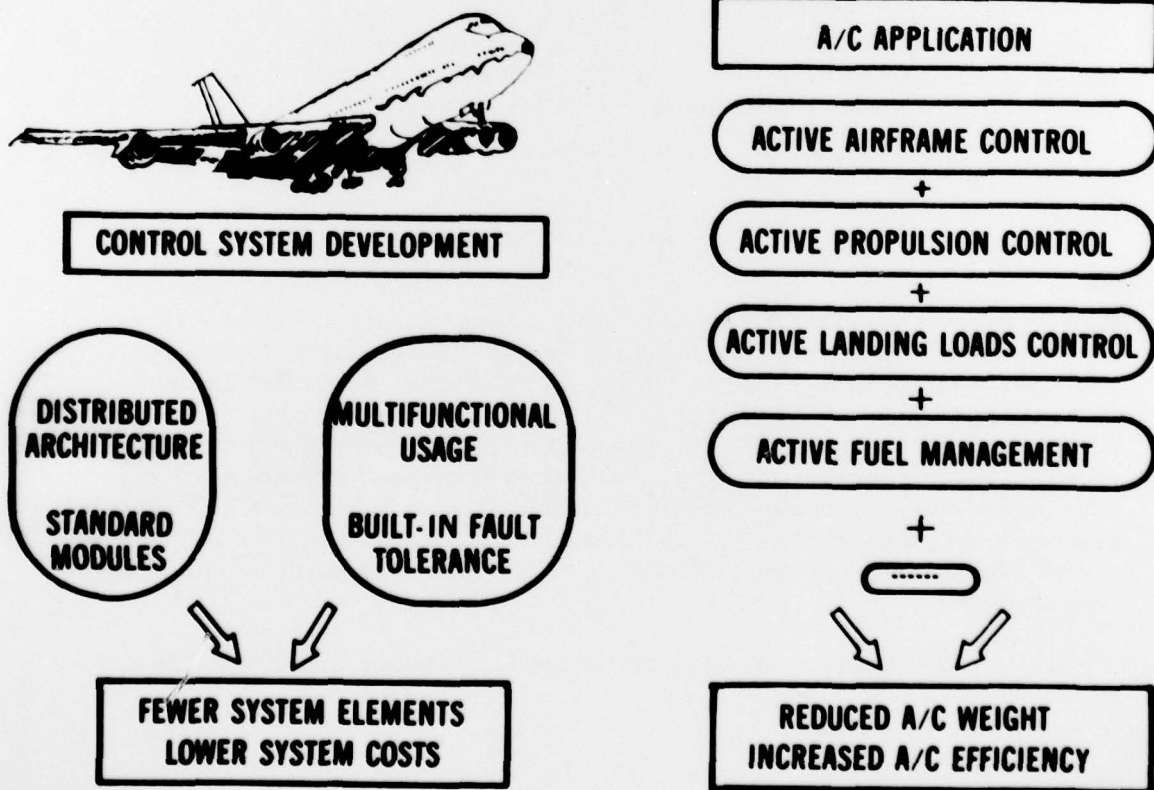 CONTROL SYSTEM DEVELOPMENT
DISTRIBUTED
ARCHITECTURE
STANDARD
MODULES
MULTIFUNCTIONAL
USAGE
BUILT-IN FAULT
TOLERANCE
FEWER SYSTEM ELEMENTS
LOWER SYSTEM COSTS
A/C APPLICATION
ACTIVE AIRFRAME CONTROL
+
ACTIVE PROPULSION CONTROL
+
ACTIVE LANDING LOADS CONTROL
+
ACTIVE FUEL MANAGEMENT
+
------
REDUCED A/C WEIGHT
INCREASED A/C EFFICIENCY